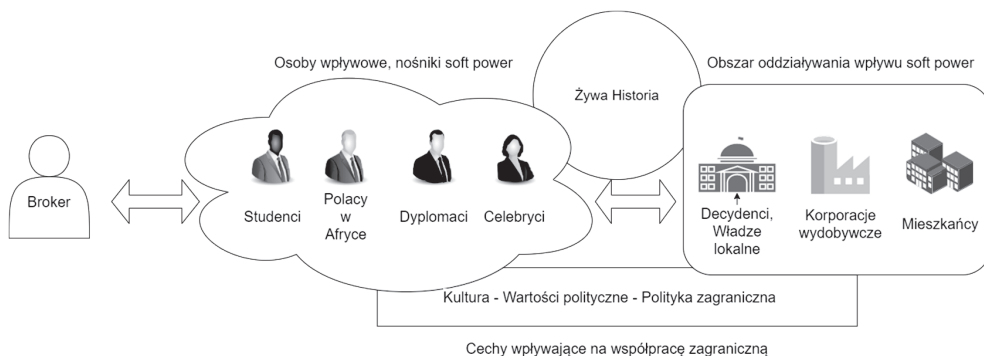 Osoby wpływowe, nośniki soft power
Obszar oddziaływania wpływu soft power
Żywa Historia
Broker
Studenci
Polacy
w
Afryce
Dyplomaci
Celebryci
Decydenci,
Władze
lokalne
Korporacje
wydobywcze
Mieszkańcy
Kultura - Wartości polityczne - Polityka zagraniczna
Cechy wpływające na współpracę zagraniczną